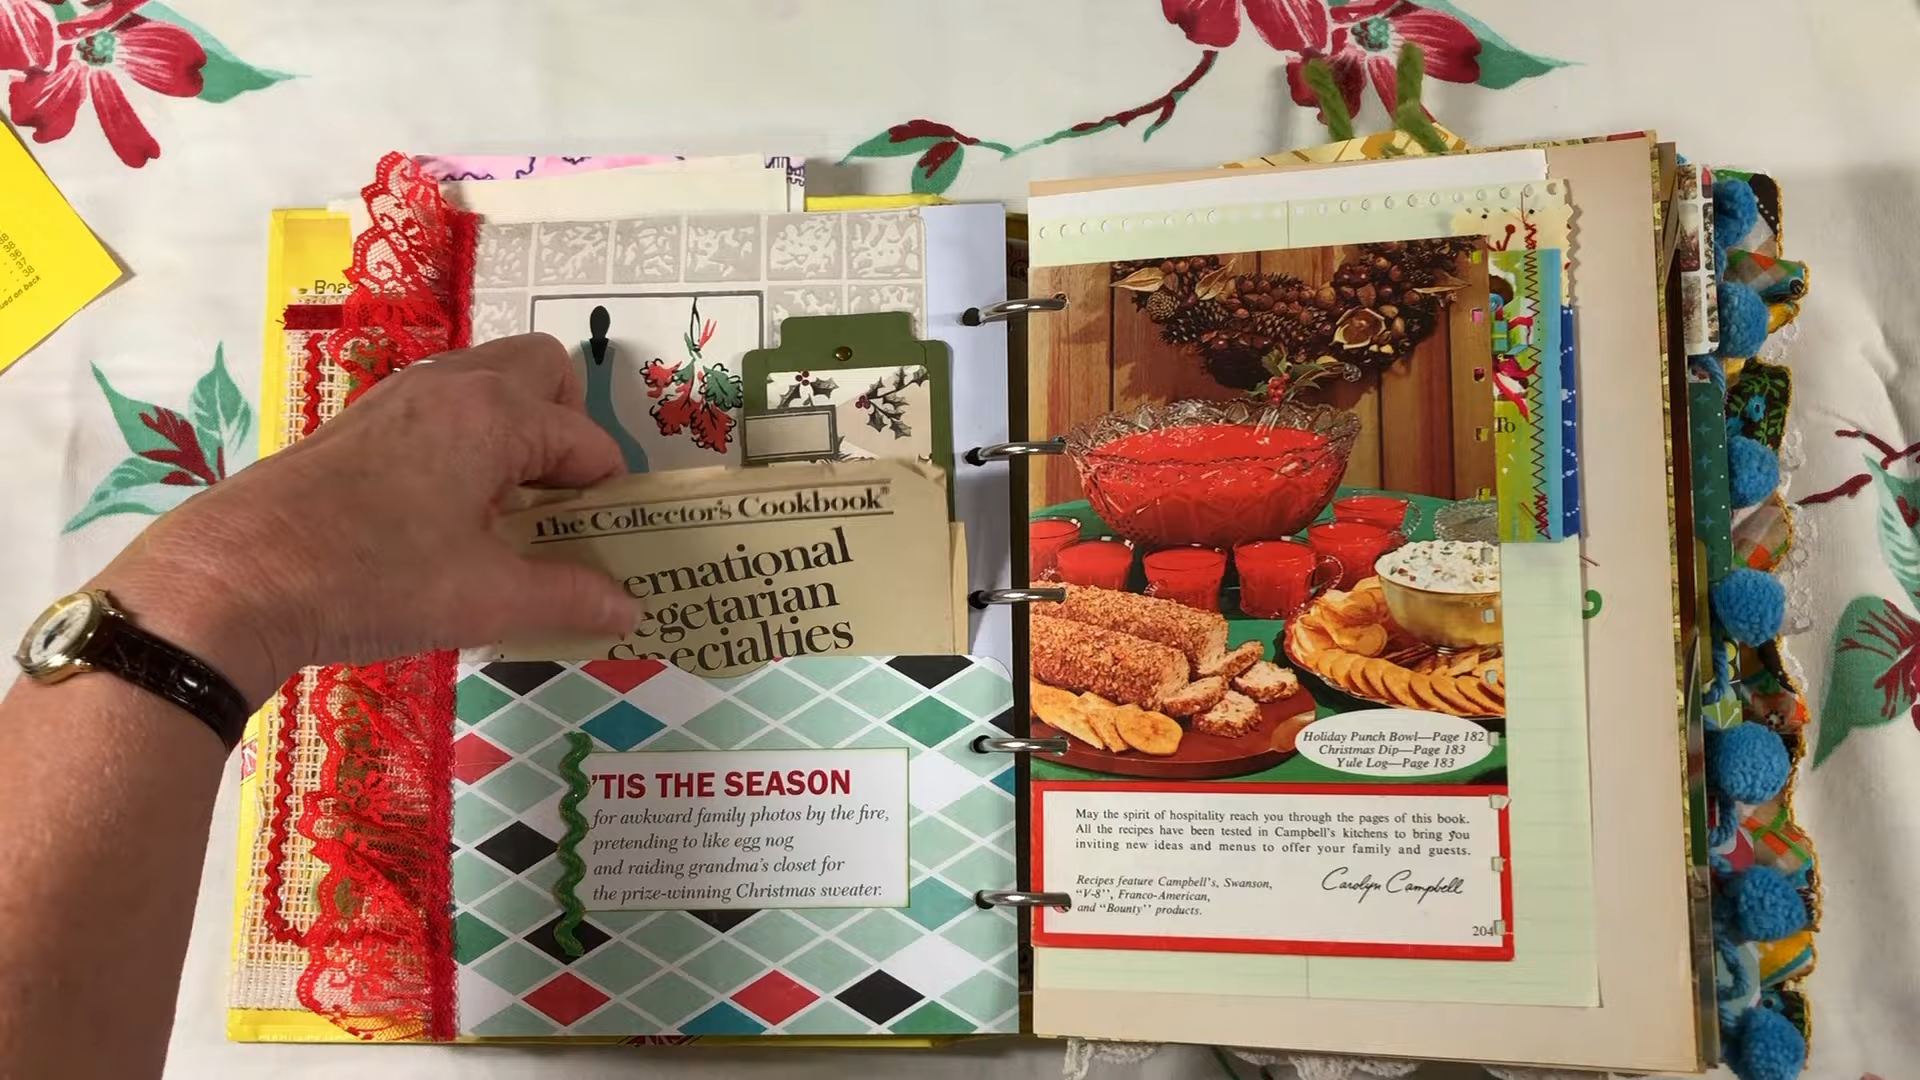 The Collector's Cookbook®
ernational
egetarian
Specialties
'TIS THE SEASON
for awkward family photos by the fire,
pretending to like egg nog
and raiding grandma's closet for
the prize-winning Christmas sweater.
To
Holiday Punch Bowl—Page 182
Christmas Dip—Page 183
Yule Log—Page 183
May the spirit of hospitality reach you through the pages of this book.
All the recipes have been tested in Campbell's kitchens to bring you
inviting new ideas and menus to offer your family and guests.
Recipes feature Campbell's, Swanson,
"V-8", Franco-American,
and "Bounty" products.
Carolyn Campbell
204